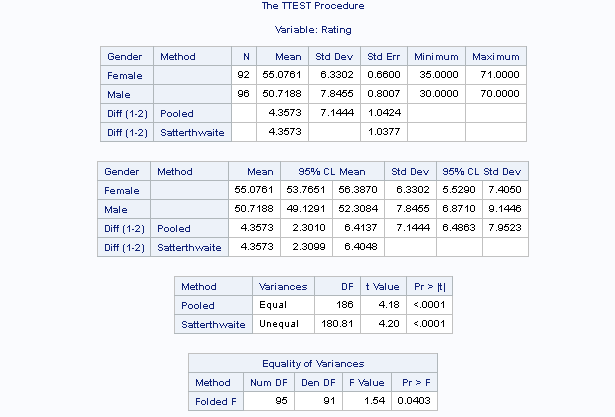 The TTEST Procedure
Variable: Rating
Gender Method N Mean Std Dev Std Err Minimum Maximum
Female 92 55.0761 6.3302 0.6600 35.0000 71.0000
Male 96 50.7188 7.8455 0.8007 30.0000 70.0000
Diff (1-2) Pooled 4.3573 7.1444 1.0424
Diff (1-2) Satterthwaite 4.3573 1.0377
Gender Method Mean 95% CL Mean Std Dev 95% CL Std Dev
Female 55.0761 53.7651 56.3870 6.3302 5.5290 7.4050
Male 50.7188 49.1291 52.3084 7.8455 6.8710 9.1446
Diff (1-2) Pooled 4.3573 2.3010 6.4137 7.1444 6.4863 7.9523
Diff (1-2) Satterthwaite 4.3573 2.3099 6.4048
Method Variances DF t Value Pr > |t|
Pooled Equal 186 4.18 <.0001
Satterthwaite Unequal 180.81 4.20 <.0001
Equality of Variances
Method Num DF Den DF F Value Pr > F
Folded F 95 91 1.54 0.0403